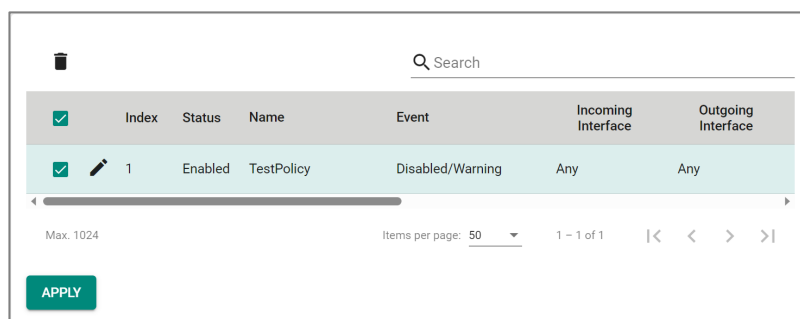 Search
Index Status Name Event Incoming Interface Outgoing Interface
1 Enabled TestPolicy Disabled/Warning Any Any
Max. 1024 Items per page: 50 1 – 1 of 1
APPLY